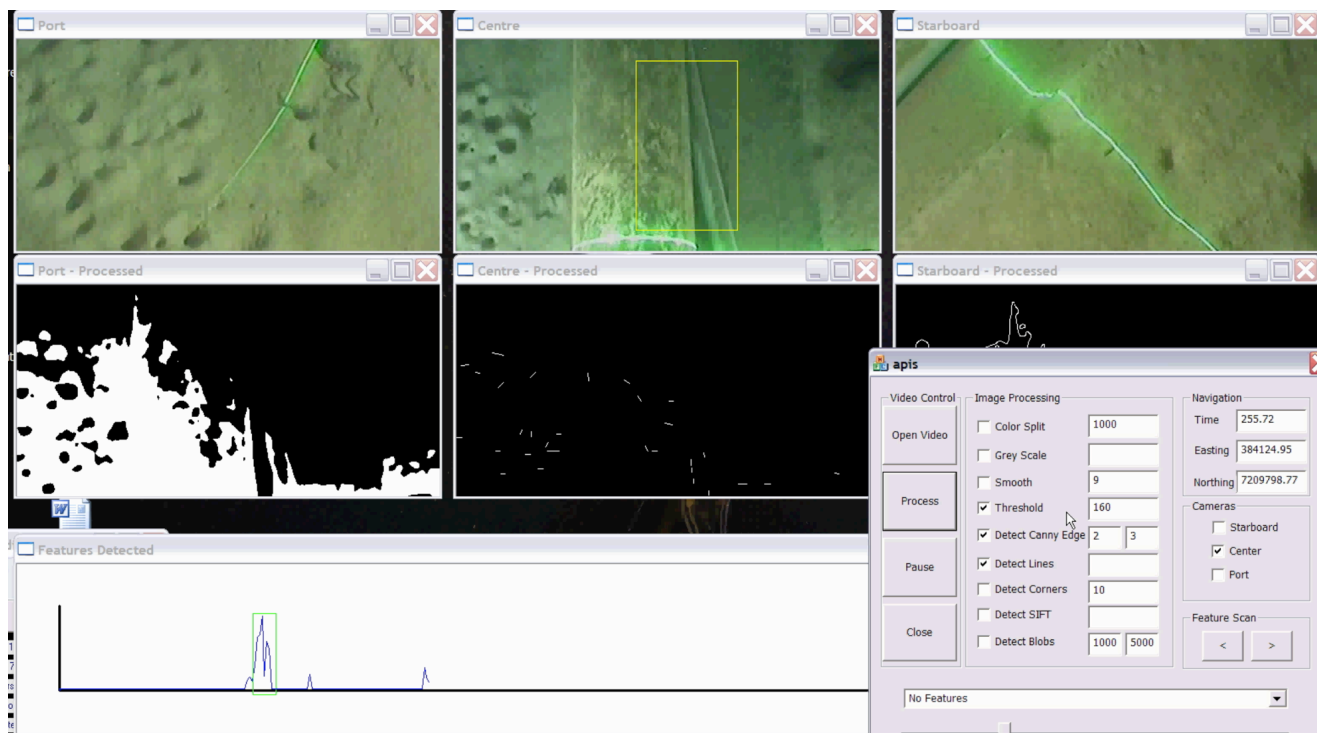 Port
Centre
Starboard
Port - Processed
Centre - Processed
Starboard - Processed
Features Detected
apis
Video Control
Open Video
Process
Pause
Close
Image Processing
Color Split 1000
Grey Scale
Smooth 9
Threshold 160
Detect Canny Edge 2 3
Detect Lines
Detect Corners 10
Detect SIFT
Detect Blobs 1000 5000
Navigation
Time 255.72
Easting 384124.95
Northing 7209798.77
Cameras
Starboard
Center
Port
Feature Scan
< >
No Features